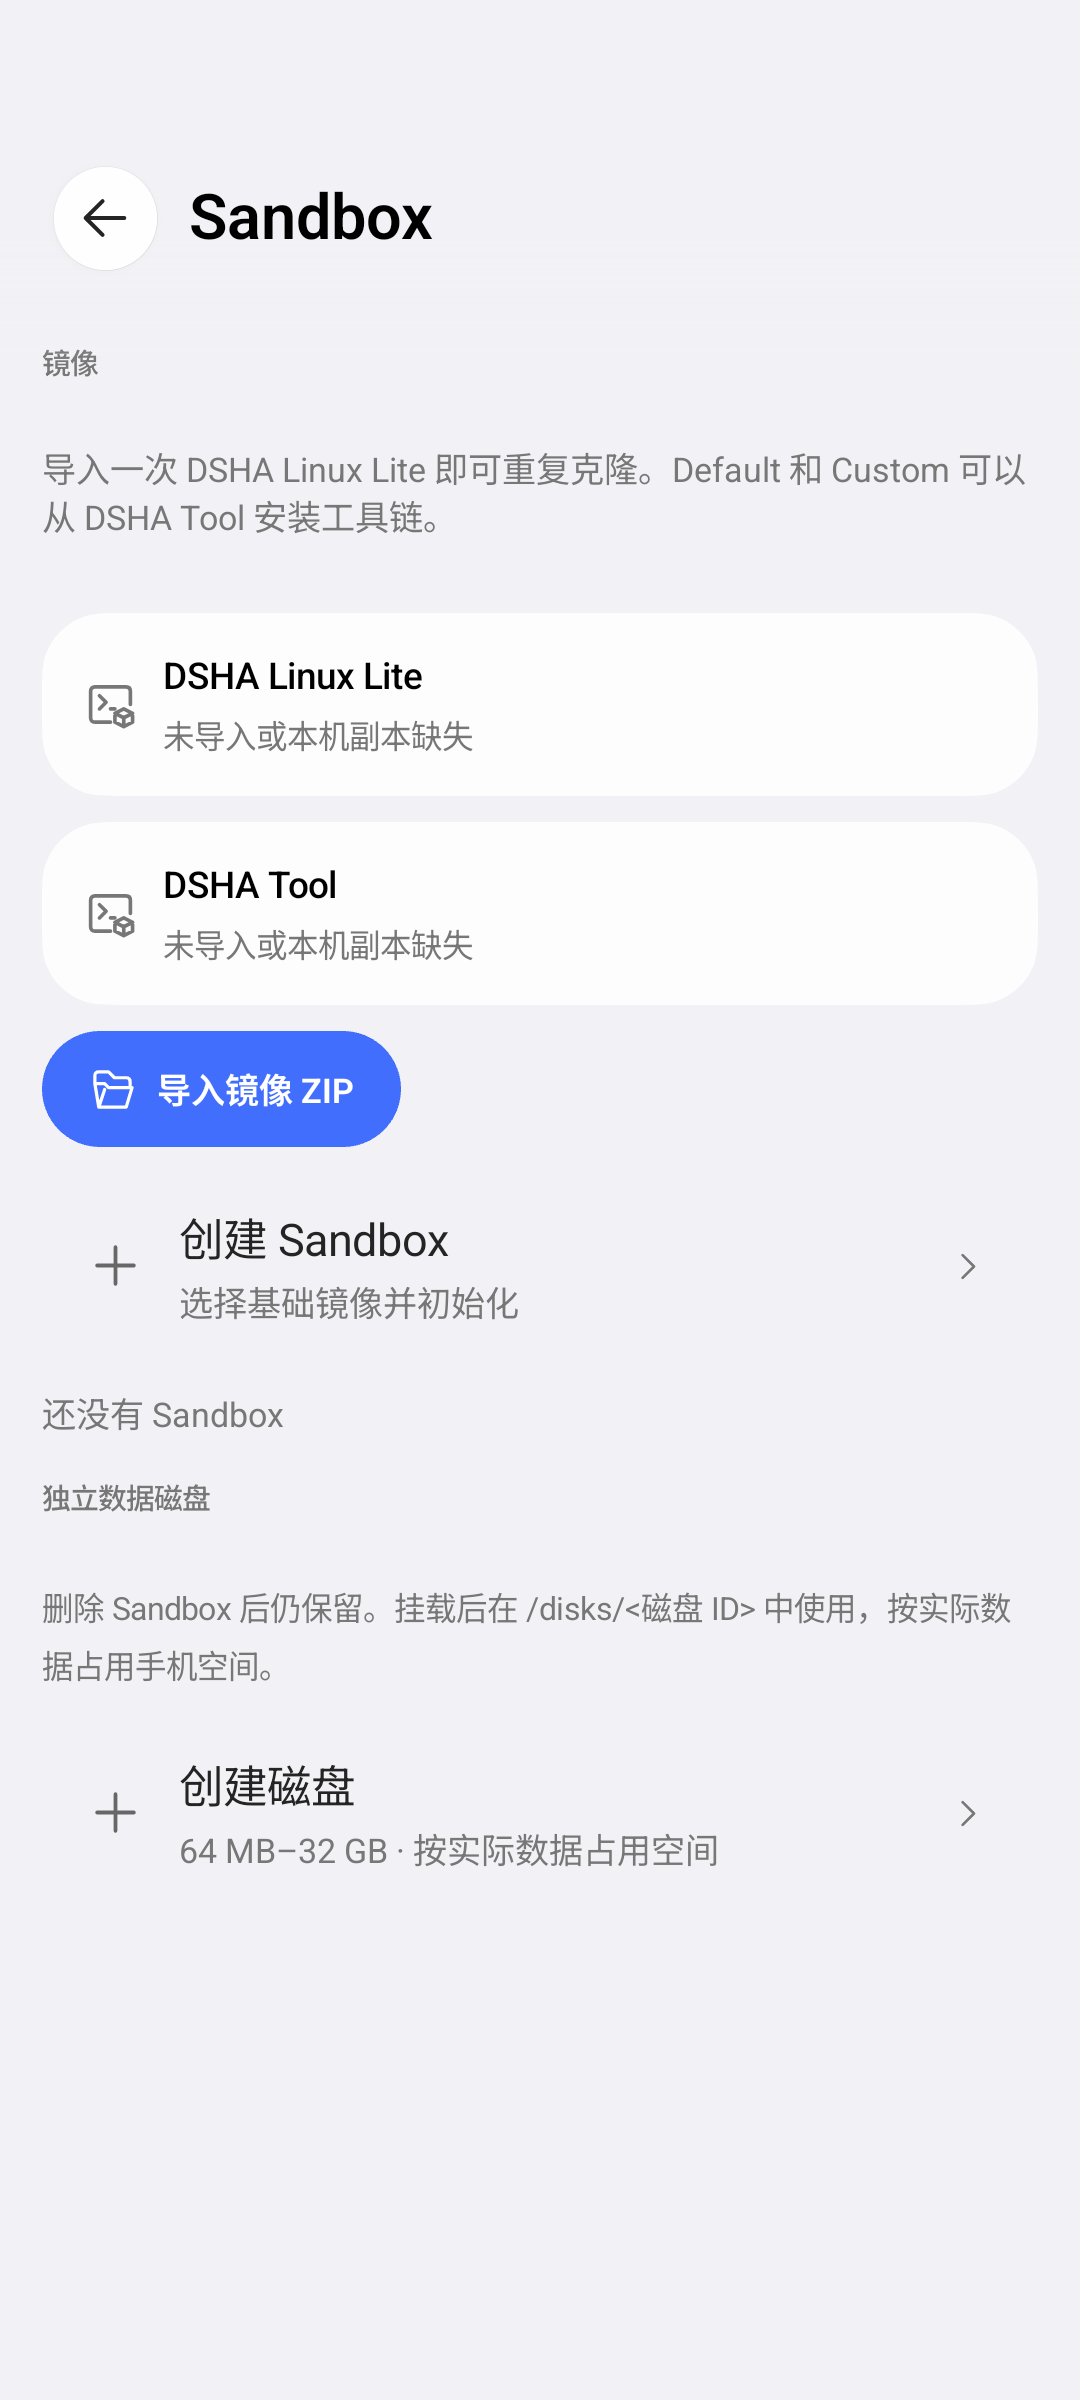 Sandbox
镜像
导入一次 DSHA Linux Lite 即可重复克隆。Default 和 Custom 可以
从 DSHA Tool 安装工具链。
DSHA Linux Lite
未导入或本机副本缺失
DSHA Tool
未导入或本机副本缺失
导入镜像 ZIP
创建 Sandbox
选择基础镜像并初始化
还没有 Sandbox
独立数据磁盘
删除 Sandbox 后仍保留。挂载后在 /disks/<磁盘 ID> 中使用，按实际数
据占用手机空间。
创建磁盘
64 MB–32 GB · 按实际数据占用空间